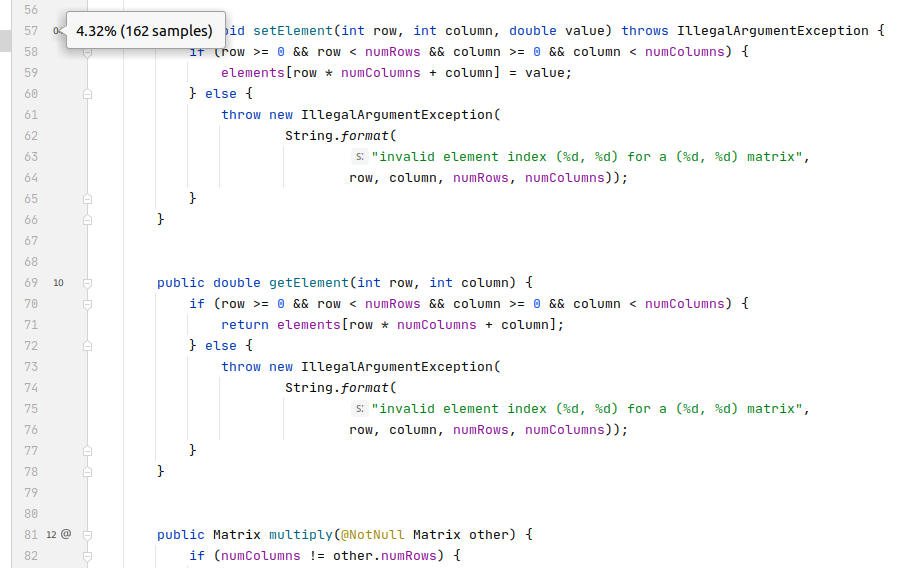 56
57 04 4.32% (162 samples) oid setElement(int row, int column, double value) throws IllegalArgumentException {
58 if (row >= 0 && row < numRows && column >= 0 && column < numColumns) {
59 elements[row * numColumns + column] = value;
60 } else {
61 throw new IllegalArgumentException(
62 String.format(
63 s: "invalid element index (%d, %d) for a (%d, %d) matrix",
64 row, column, numRows, numColumns));
65 }
66 }
67
68
69 10 public double getElement(int row, int column) {
70 if (row >= 0 && row < numRows && column >= 0 && column < numColumns) {
71 return elements[row * numColumns + column];
72 } else {
73 throw new IllegalArgumentException(
74 String.format(
75 s: "invalid element index (%d, %d) for a (%d, %d) matrix",
76 row, column, numRows, numColumns));
77 }
78 }
79
80
81 12 @ public Matrix multiply(@NotNull Matrix other) {
82 if (numColumns != other.numRows) {